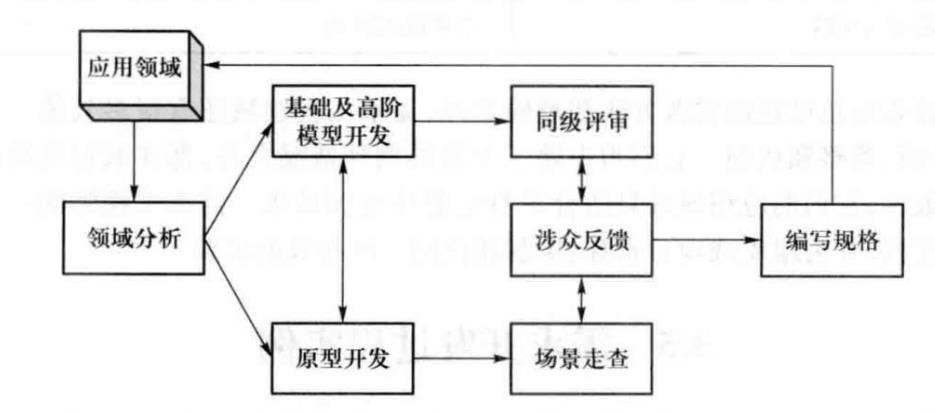 应用领域
基础及高阶
模型开发
同级评审
领域分析
涉众反馈
编写规格
原型开发
场景走查